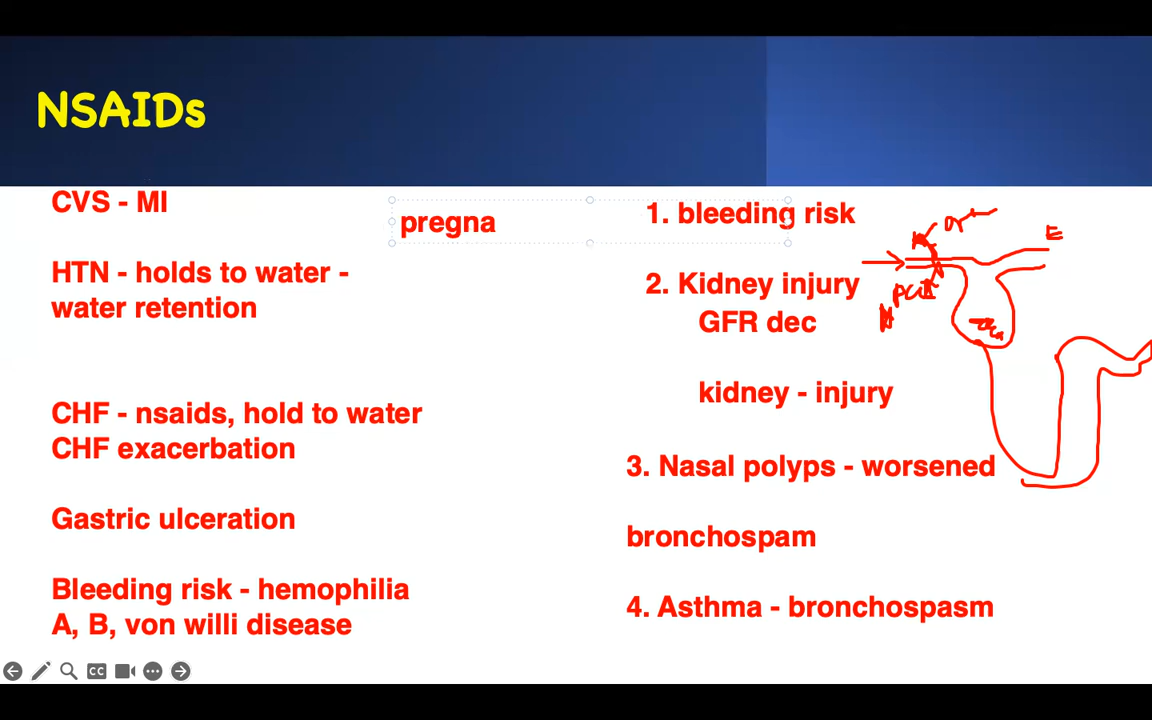 NSAIDs
CVS - MI
HTN - holds to water -
water retention
CHF - nsaids, hold to water
CHF exacerbation
Gastric ulceration
Bleeding risk - hemophilia
A, B, von willi disease
pregna
1. bleeding risk
2. Kidney injury
GFR dec
kidney - injury
3. Nasal polyps - worsened
bronchospam
4. Asthma - bronchospasm
E
CC